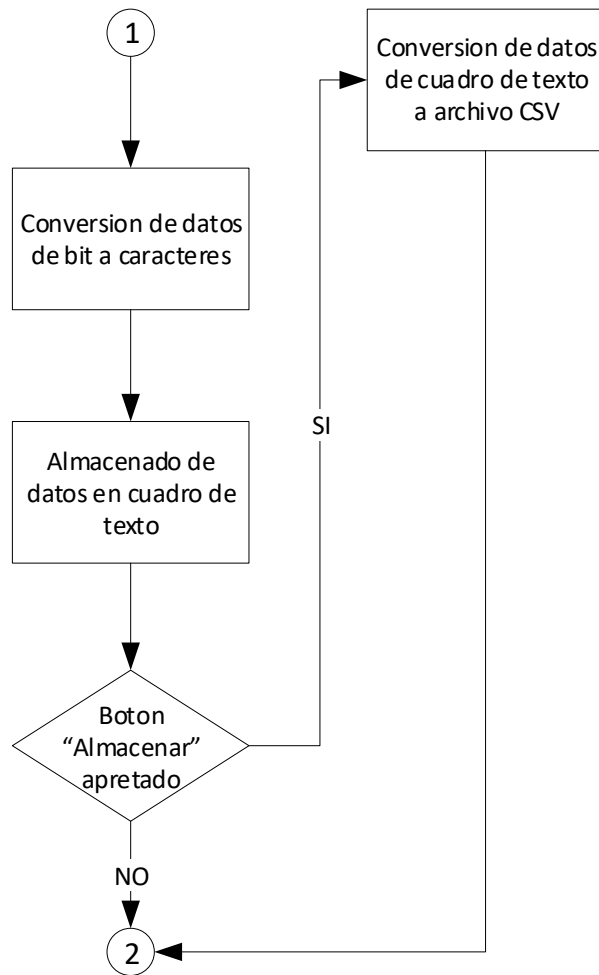 1
Conversion de datos
de bit a caracteres
Almacenado de
datos en cuadro de
texto
Boton
“Almacenar”
apretado
NO
2
SI
Conversion de datos
de cuadro de texto
a archivo CSV